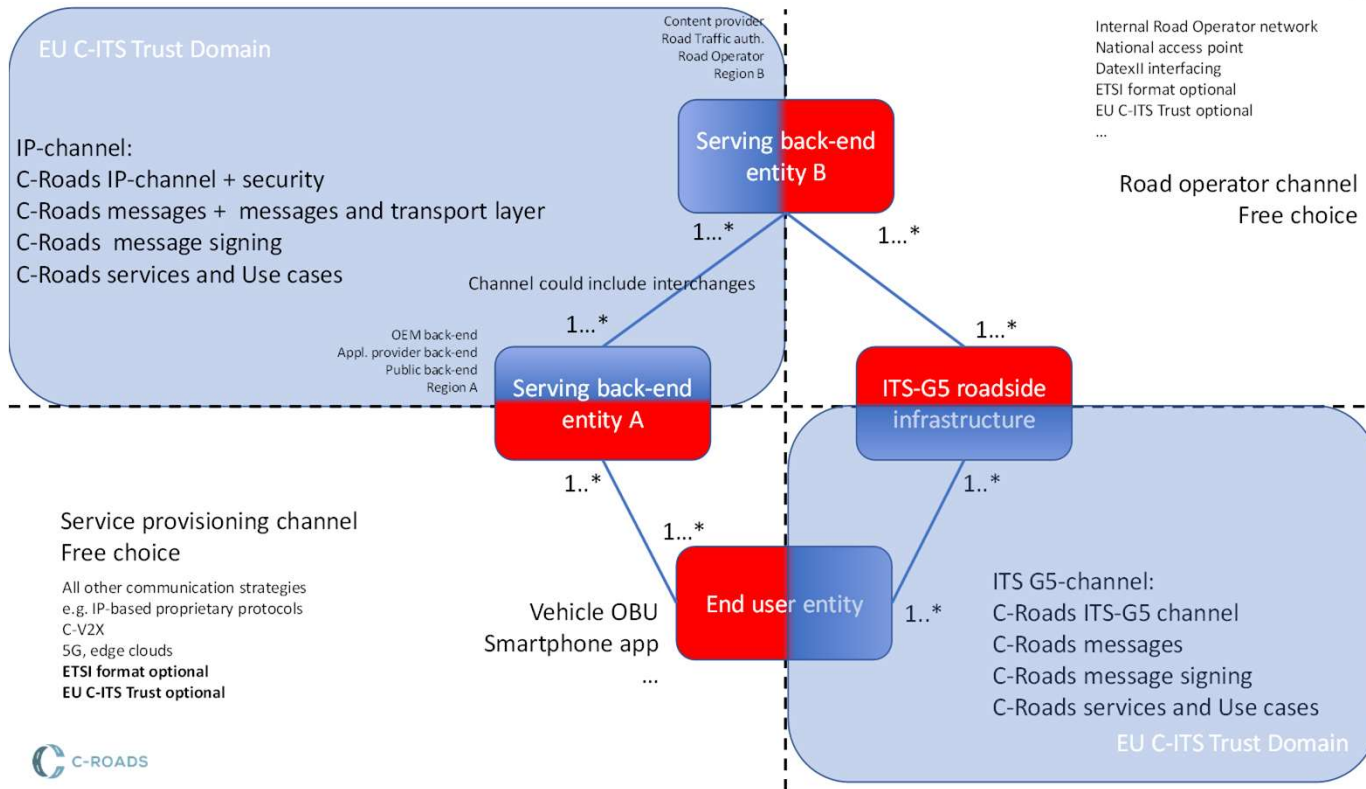 EU C-ITS Trust Domain
Content provider
Road Traffic auth.
Road Operator
Region B
Internal Road Operator network
National access point
DatexII interfacing
ETSI format optional
EU C-ITS Trust optional
...
IP-channel:
C-Roads IP-channel + security
C-Roads messages + messages and transport layer
C-Roads message signing
C-Roads services and Use cases
Serving back-end
entity B
Road operator channel
Free choice
1...*
1...*
Channel could include interchanges
1...*
1...*
OEM back-end
Appl. provider back-end
Public back-end
Region A
Serving back-end
entity A
ITS-G5 roadside
infrastructure
1..*
1..*
Service provisioning channel
Free choice
All other communication strategies
e.g. IP-based proprietary protocols
C-V2X
5G, edge clouds
ETSI format optional
EU C-ITS Trust optional
1...*
Vehicle OBU
Smartphone app
...
End user entity
1..*
ITS G5-channel:
C-Roads ITS-G5 channel
C-Roads messages
C-Roads message signing
C-Roads services and Use cases
EU C-ITS Trust Domain
C-ROADS